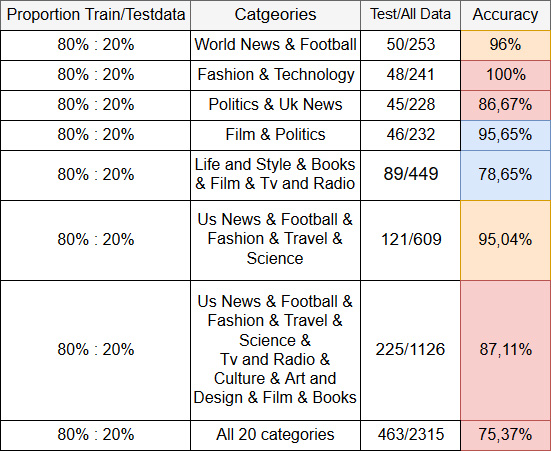 Proportion Train/Testdata Catgeories Test/All Data Accuracy
80% : 20% World News & Football 50/253 96%
80% : 20% Fashion & Technology 48/241 100%
80% : 20% Politics & Uk News 45/228 86,67%
80% : 20% Film & Politics 46/232 95,65%
80% : 20% Life and Style & Books
& Film & Tv and Radio 89/449 78,65%
80% : 20% Us News & Football &
Fashion & Travel &
Science 121/609 95,04%
80% : 20% Us News & Football &
Fashion & Travel &
Science &
Tv and Radio &
Culture & Art and
Design & Film & Books 225/1126 87,11%
80% : 20% All 20 categories 463/2315 75,37%